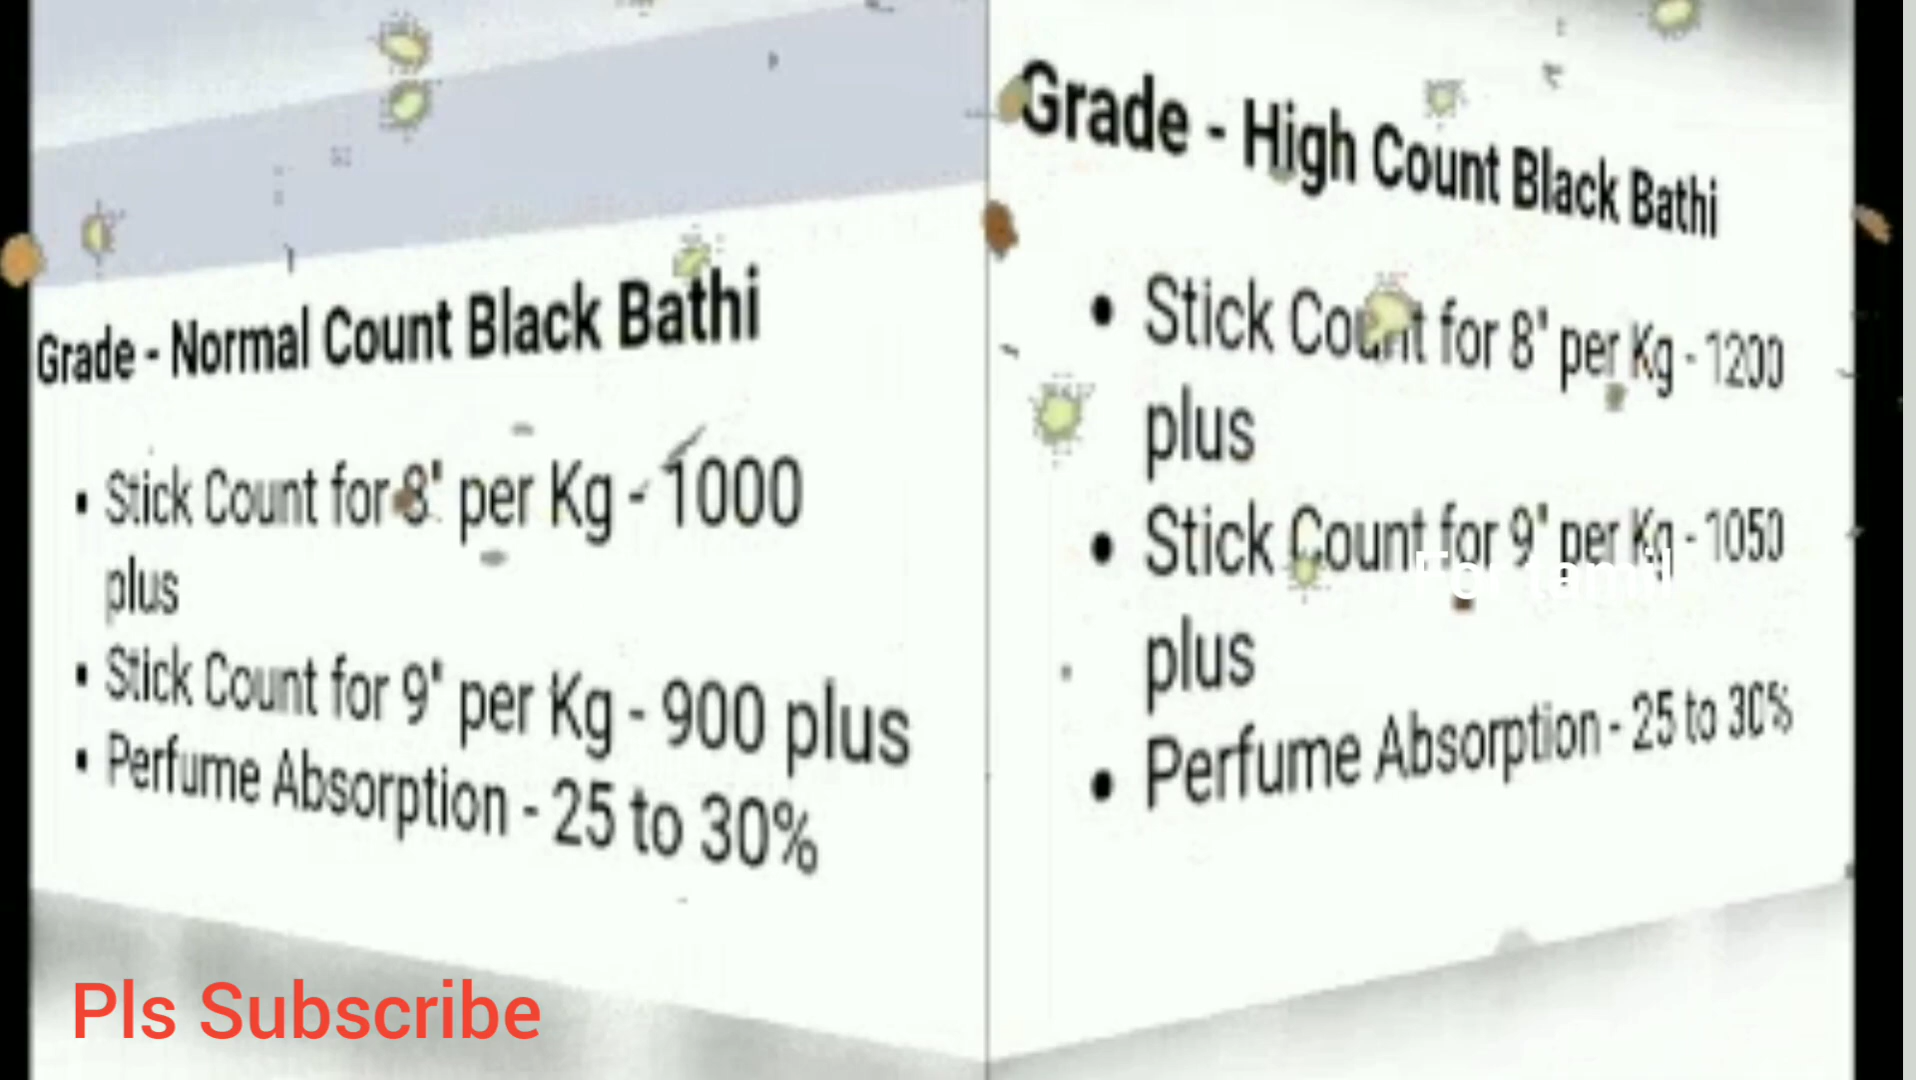 Grade - Normal Count Black Bathi
▪ Stick Count for 8" per Kg - 1000
plus
▪ Stick Count for 9" per Kg - 900 plus
▪ Perfume Absorption - 25 to 30%
Grade - High Count Black Bathi
• Stick Count for 8" per Kg - 1200
plus
• Stick Count for 9" per Kg - 1050
plus
• Perfume Absorption - 25 to 30%
For tamil
Pls Subscribe